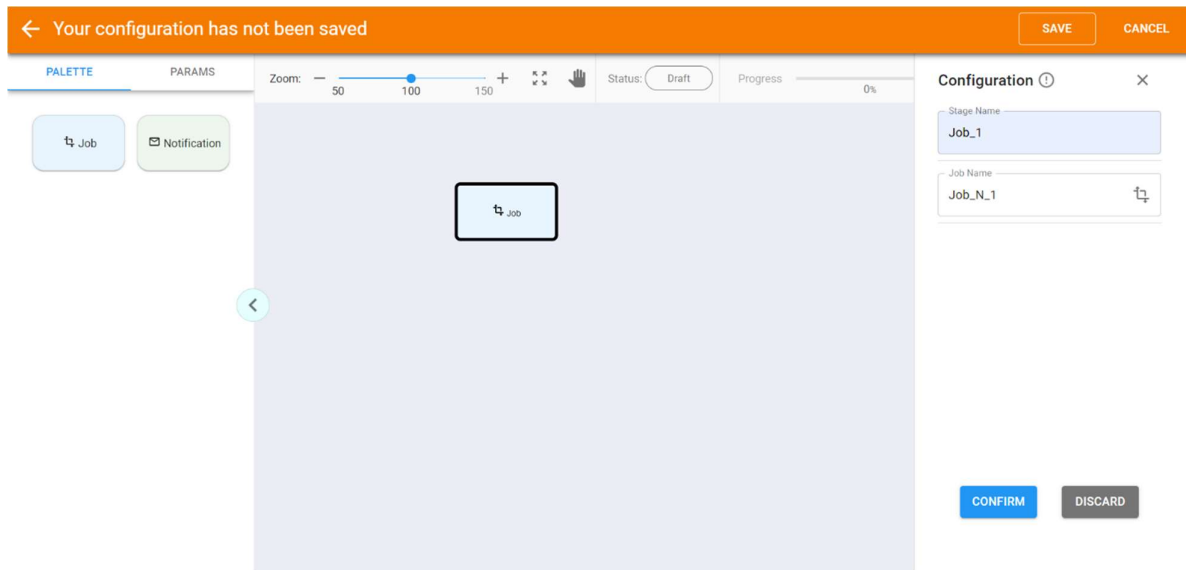 Your configuration has not been saved
SAVE
CANCEL
PALETTE
PARAMS
Zoom:
50
100
150
Status:
Draft
Progress
0%
Configuration
Job
Notification
Job
Stage Name
Job_1
Job Name
Job_N_1
CONFIRM
DISCARD